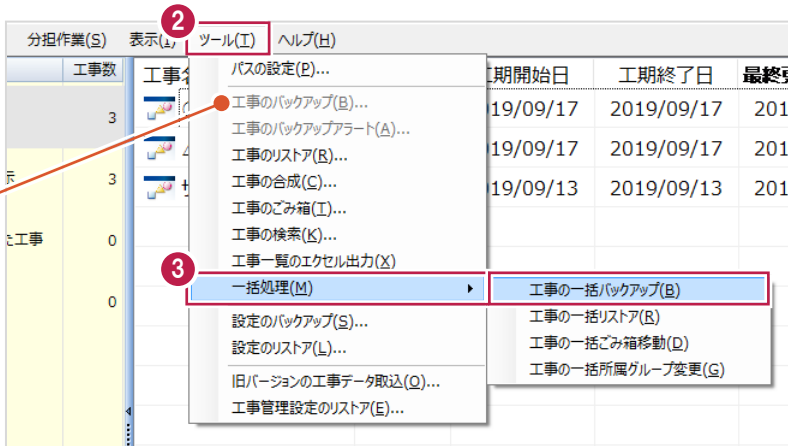 2
分担作業(S) 表示(I) ツール(T) ヘルプ(H)
工事数 工事名 工期開始日 工期終了日 最終更
パスの設定(P)...
工事のバックアップ(B)...
3 19/09/17 2019/09/17 201
工事のバックアップアラート(A)...
工事のリストア(R)...
19/09/17 2019/09/17 201
示 3
工事の合成(C)...
19/09/13 2019/09/13 201
工事のごみ箱(T)...
工事の検索(K)...
た工事 0
工事一覧のエクセル出力(X)
3
一括処理(M)
工事の一括バックアップ(B)
0
工事の一括リストア(R)
設定のバックアップ(S)...
工事の一括ごみ箱移動(D)
設定のリストア(L)...
工事の一括所属グループ変更(G)
旧バージョンの工事データ取込(O)...
工事管理設定のリストア(E)...